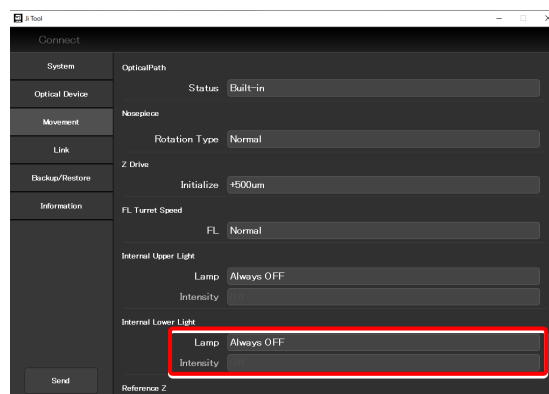 Ji Tool
Connect
System
Optical Device
Movement
Link
Backup/Restore
Information
Send
OpticalPath
Status Built-in
Nosepiece
Rotation Type Normal
Z Drive
Initialize +500um
FL Turret Speed
FL Normal
Internal Upper Light
Lamp Always OFF
Intensity
Internal Lower Light
Lamp Always OFF
Intensity
Reference Z